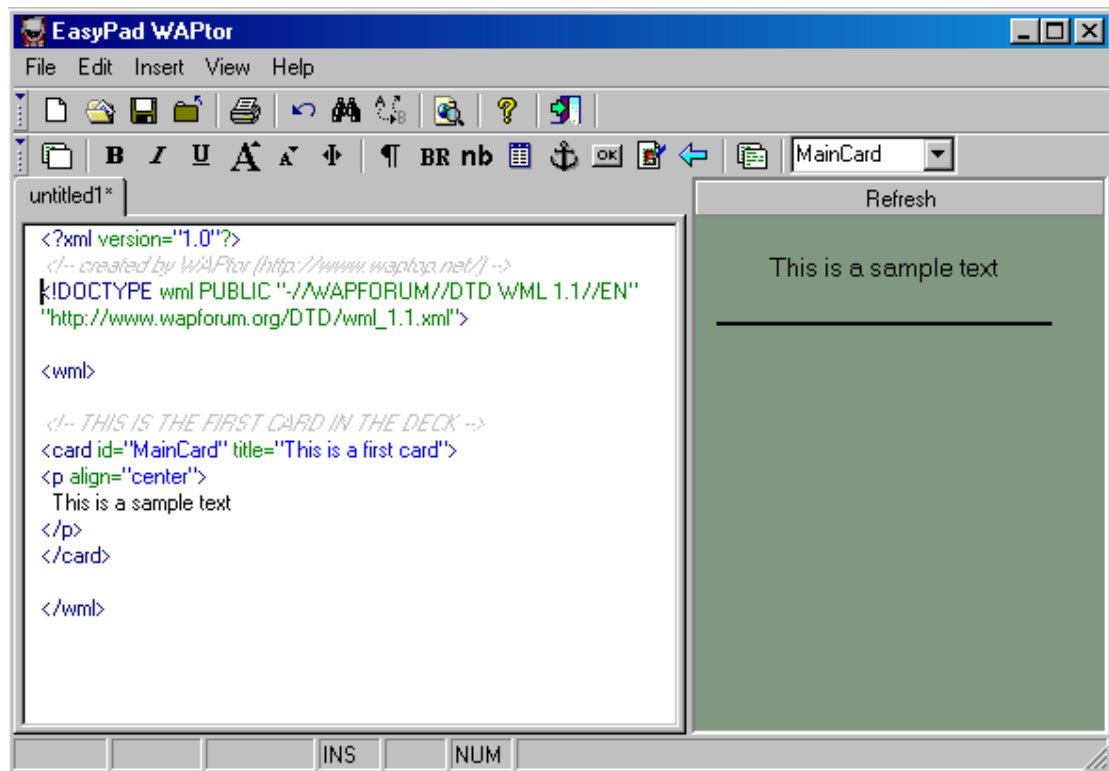 EasyPad WAPtor
File Edit Insert View Help
B I U A A ¶ BR nb OK MainCard
untitled1*
Refresh
<?xml version="1.0"?>
<!-- created by WAPtor (http://www.waptop.net/) -->
<!DOCTYPE wml PUBLIC "-//WAPFORUM//DTD WML 1.1//EN"
"http://www.wapforum.org/DTD/wml_1.1.xml">
<wml>
<!-- THIS IS THE FIRST CARD IN THE DECK -->
<card id="MainCard" title="This is a first card">
<p align="center">
This is a sample text
</p>
</card>
</wml>
This is a sample text
INS NUM